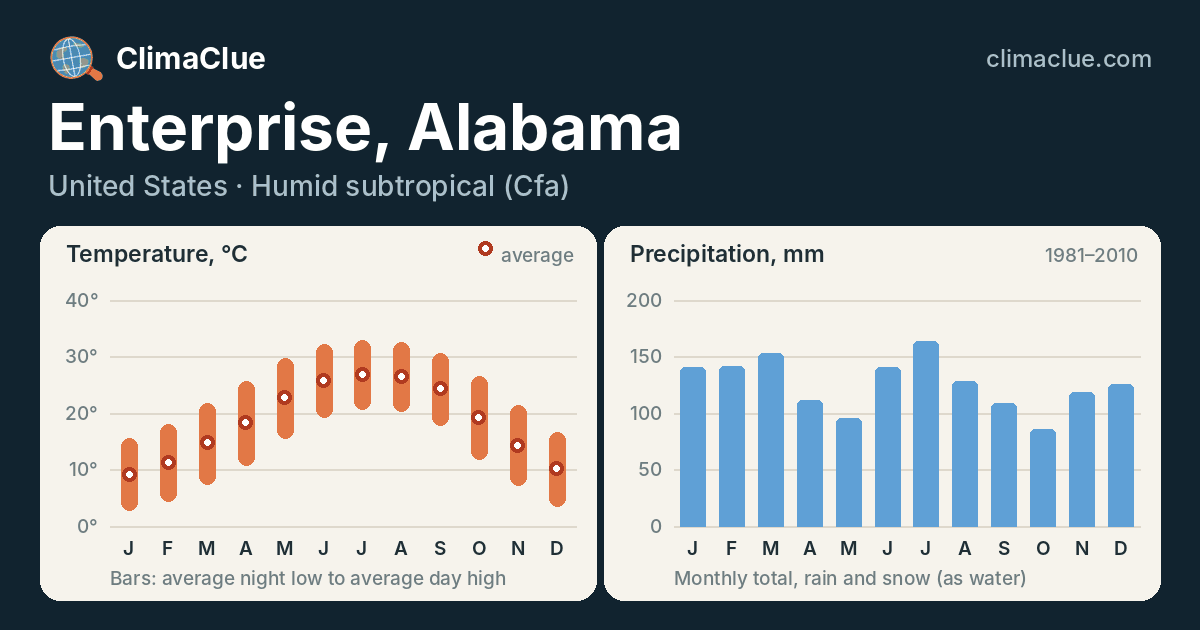 ClimaClue
climaclue.com
Enterprise, Alabama
United States · Humid subtropical (Cfa)
Temperature, °C
average
40°
30°
20°
10°
0°
J F M A M J J A S O N D
Bars: average night low to average day high
Precipitation, mm
1981–2010
200
150
100
50
0
J F M A M J J A S O N D
Monthly total, rain and snow (as water)